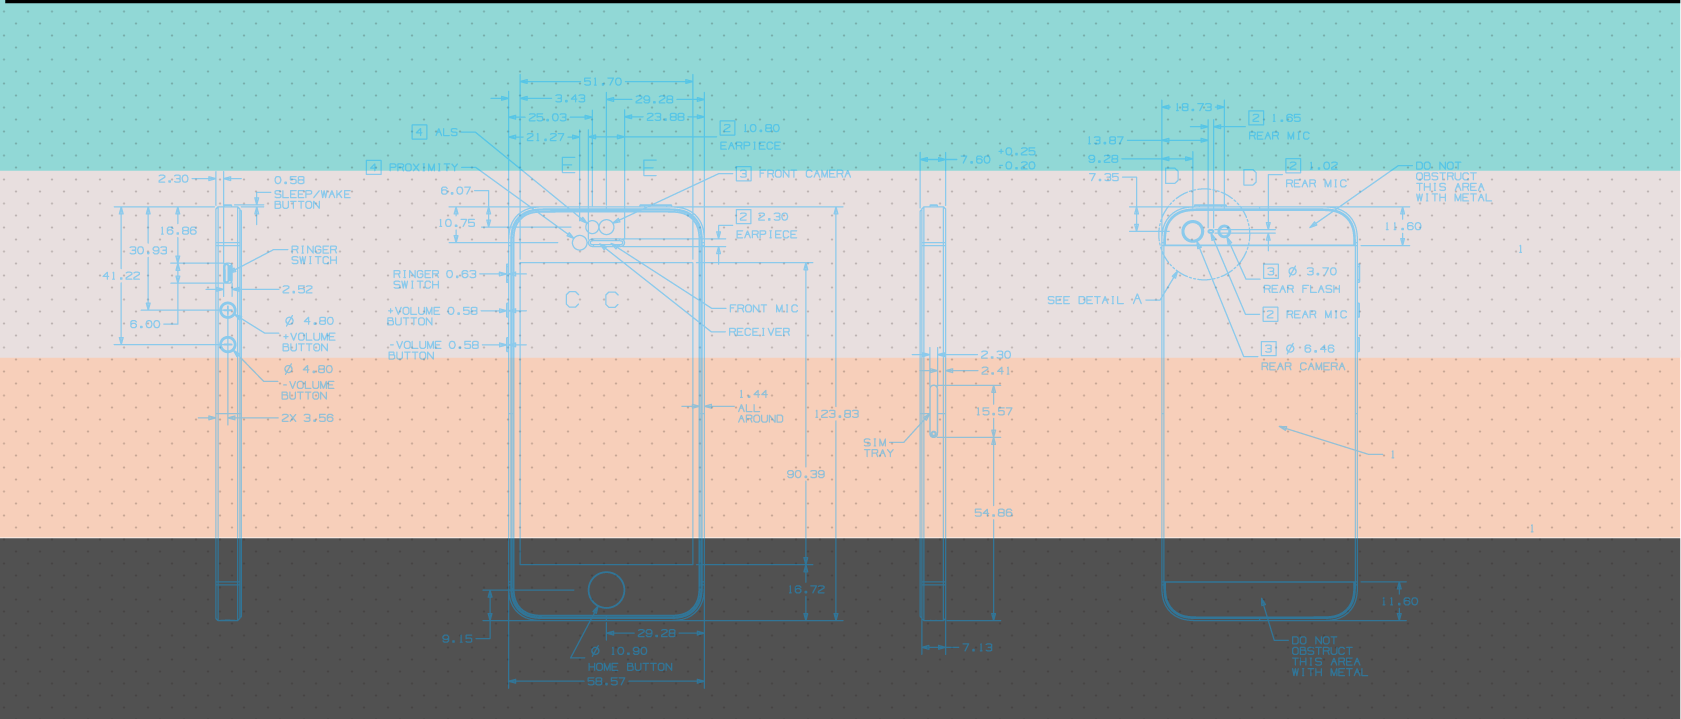 2.30
0.58
SLEEP/WAKE
BUTTON
16.86
30.93
41.22
RINGER
SWITCH
2.92
6.00
Ø 4.80
+VOLUME
BUTTON
Ø 4.80
-VOLUME
BUTTON
2X 3.56
51.70
3.43
29.28
25.03
23.88
21.27
4 ALS
2 10.80
EARPIECE
E
E
4 PROXIMITY
3 FRONT CAMERA
6.07
10.75
2 2.30
EARPIECE
RINGER 0.63
SWITCH
C C
+VOLUME 0.58
BUTTON
FRONT MIC
RECEIVER
-VOLUME 0.58
BUTTON
1.44
ALL
AROUND
123.83
90.39
16.72
9.15
29.28
Ø 10.90
HOME BUTTON
58.57
7.60
+0.25
-0.20
2.30
2.41
15.57
SIM
TRAY
54.86
7.13
18.73
2 1.65
REAR MIC
13.87
9.28
7.35
D
D
2 1.03
REAR MIC
DO NOT
OBSTRUCT
THIS AREA
WITH METAL
11.60
1
3 Ø 3.70
REAR FLASH
SEE DETAIL A
2 REAR MIC
3 Ø 6.46
REAR CAMERA
1
1
11.60
DO NOT
OBSTRUCT
THIS AREA
WITH METAL